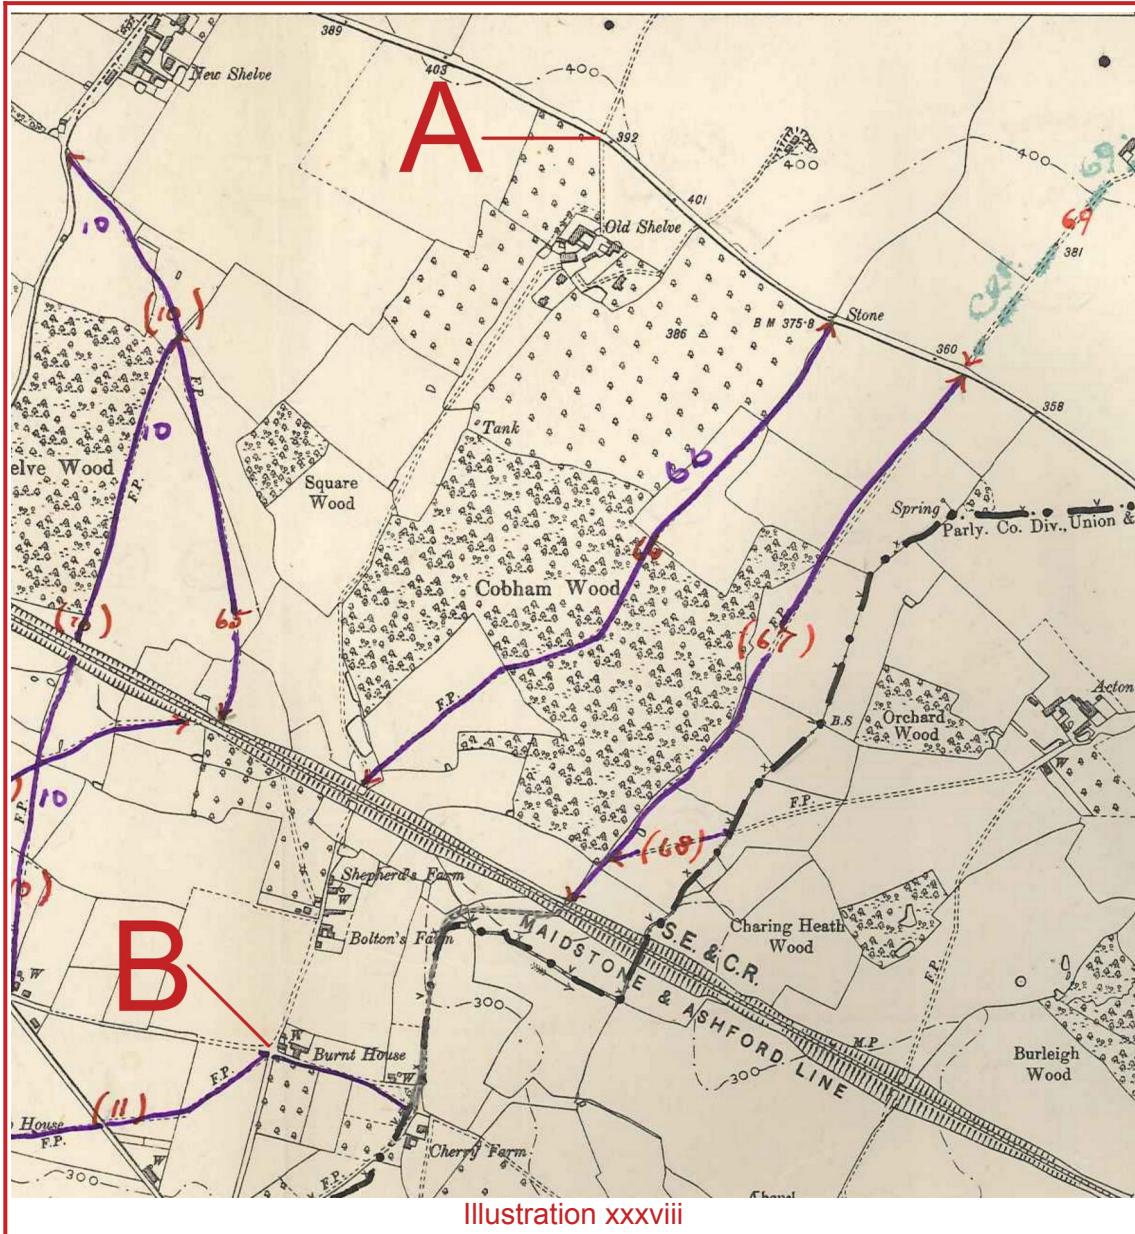 389
New Shelve
403
400
A
392
400
400
69
69
401
Old Shelve
381
10
(10)
B M 375·8
Stone
386
360
F.P.
358
10
66
Tank
elve Wood
Square
Wood
F.P.
Spring
Parly. Co. Div., Union &
66
Cobham Wood
65
F.P.
(67)
F.P.
Acton
B.S
Orchard
Wood
W
10
F.P.
F.P.
(68)
Shepherd's Farm
W
Charing Heath
Wood
Bolton's Farm
W
S.E. & C.R.
MAIDSTONE & ASHFORD LINE
B
F.P.
W
300
M.P
W
Burnt House
300
Burleigh
Wood
F.P.
W
(11)
House
F.P.
W
Cherry Farm
300
F.P.
Illustration xxxviii